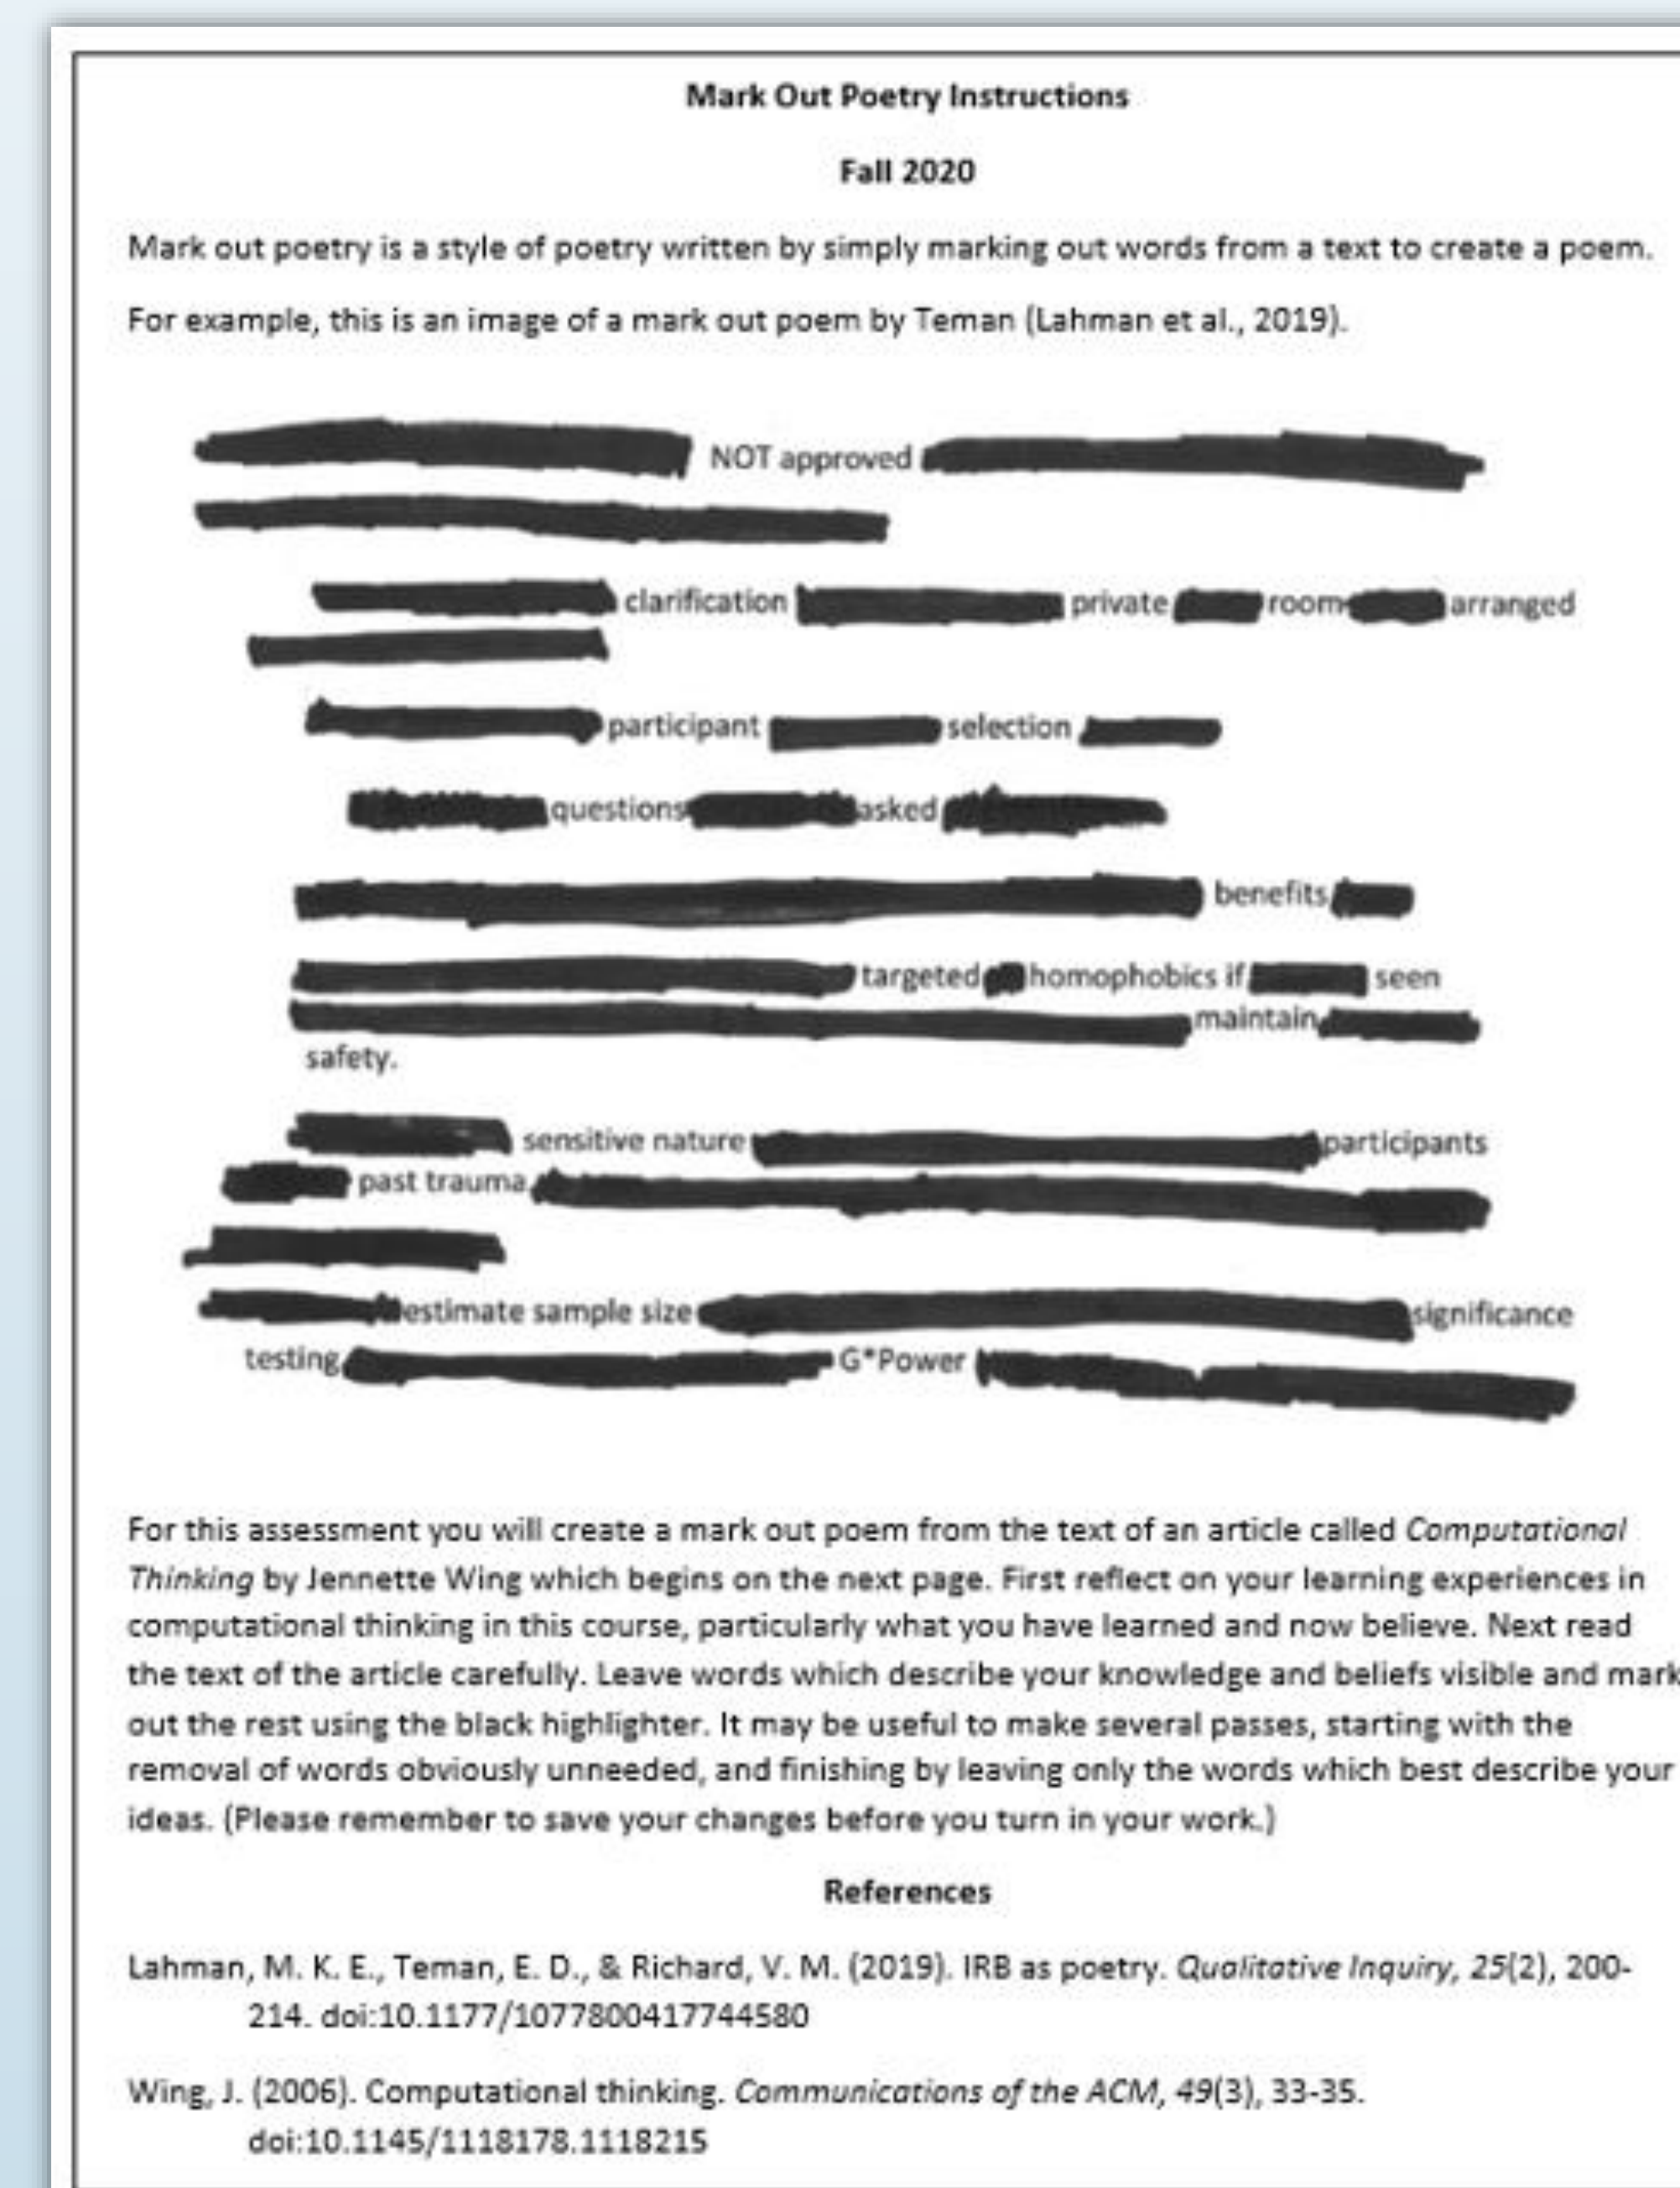 Mark Out Poetry Instructions
Fall 2020
Mark out poetry is a style of poetry written by simply marking out words from a text to create a poem.
For example, this is an image of a mark out poem by Teman (Lahman et al., 2019).
NOT approved
clarification private room arranged
participant selection
questions asked
benefits
targeted homophobics if seen
maintain
safety.
sensitive nature participants
past trauma
estimate sample size significance
testing G*Power
For this assessment you will create a mark out poem from the text of an article called Computational
Thinking by Jennette Wing which begins on the next page. First reflect on your learning experiences in
computational thinking in this course, particularly what you have learned and now believe. Next read
the text of the article carefully. Leave words which describe your knowledge and beliefs visible and mark
out the rest using the black highlighter. It may be useful to make several passes, starting with the
removal of words obviously unneeded, and finishing by leaving only the words which best describe your
ideas. (Please remember to save your changes before you turn in your work.)
References
Lahman, M. K. E., Teman, E. D., & Richard, V. M. (2019). IRB as poetry. Qualitative Inquiry, 25(2), 200-
214. doi:10.1177/1077800417744580
Wing, J. (2006). Computational thinking. Communications of the ACM, 49(3), 33-35.
doi:10.1145/1118178.1118215